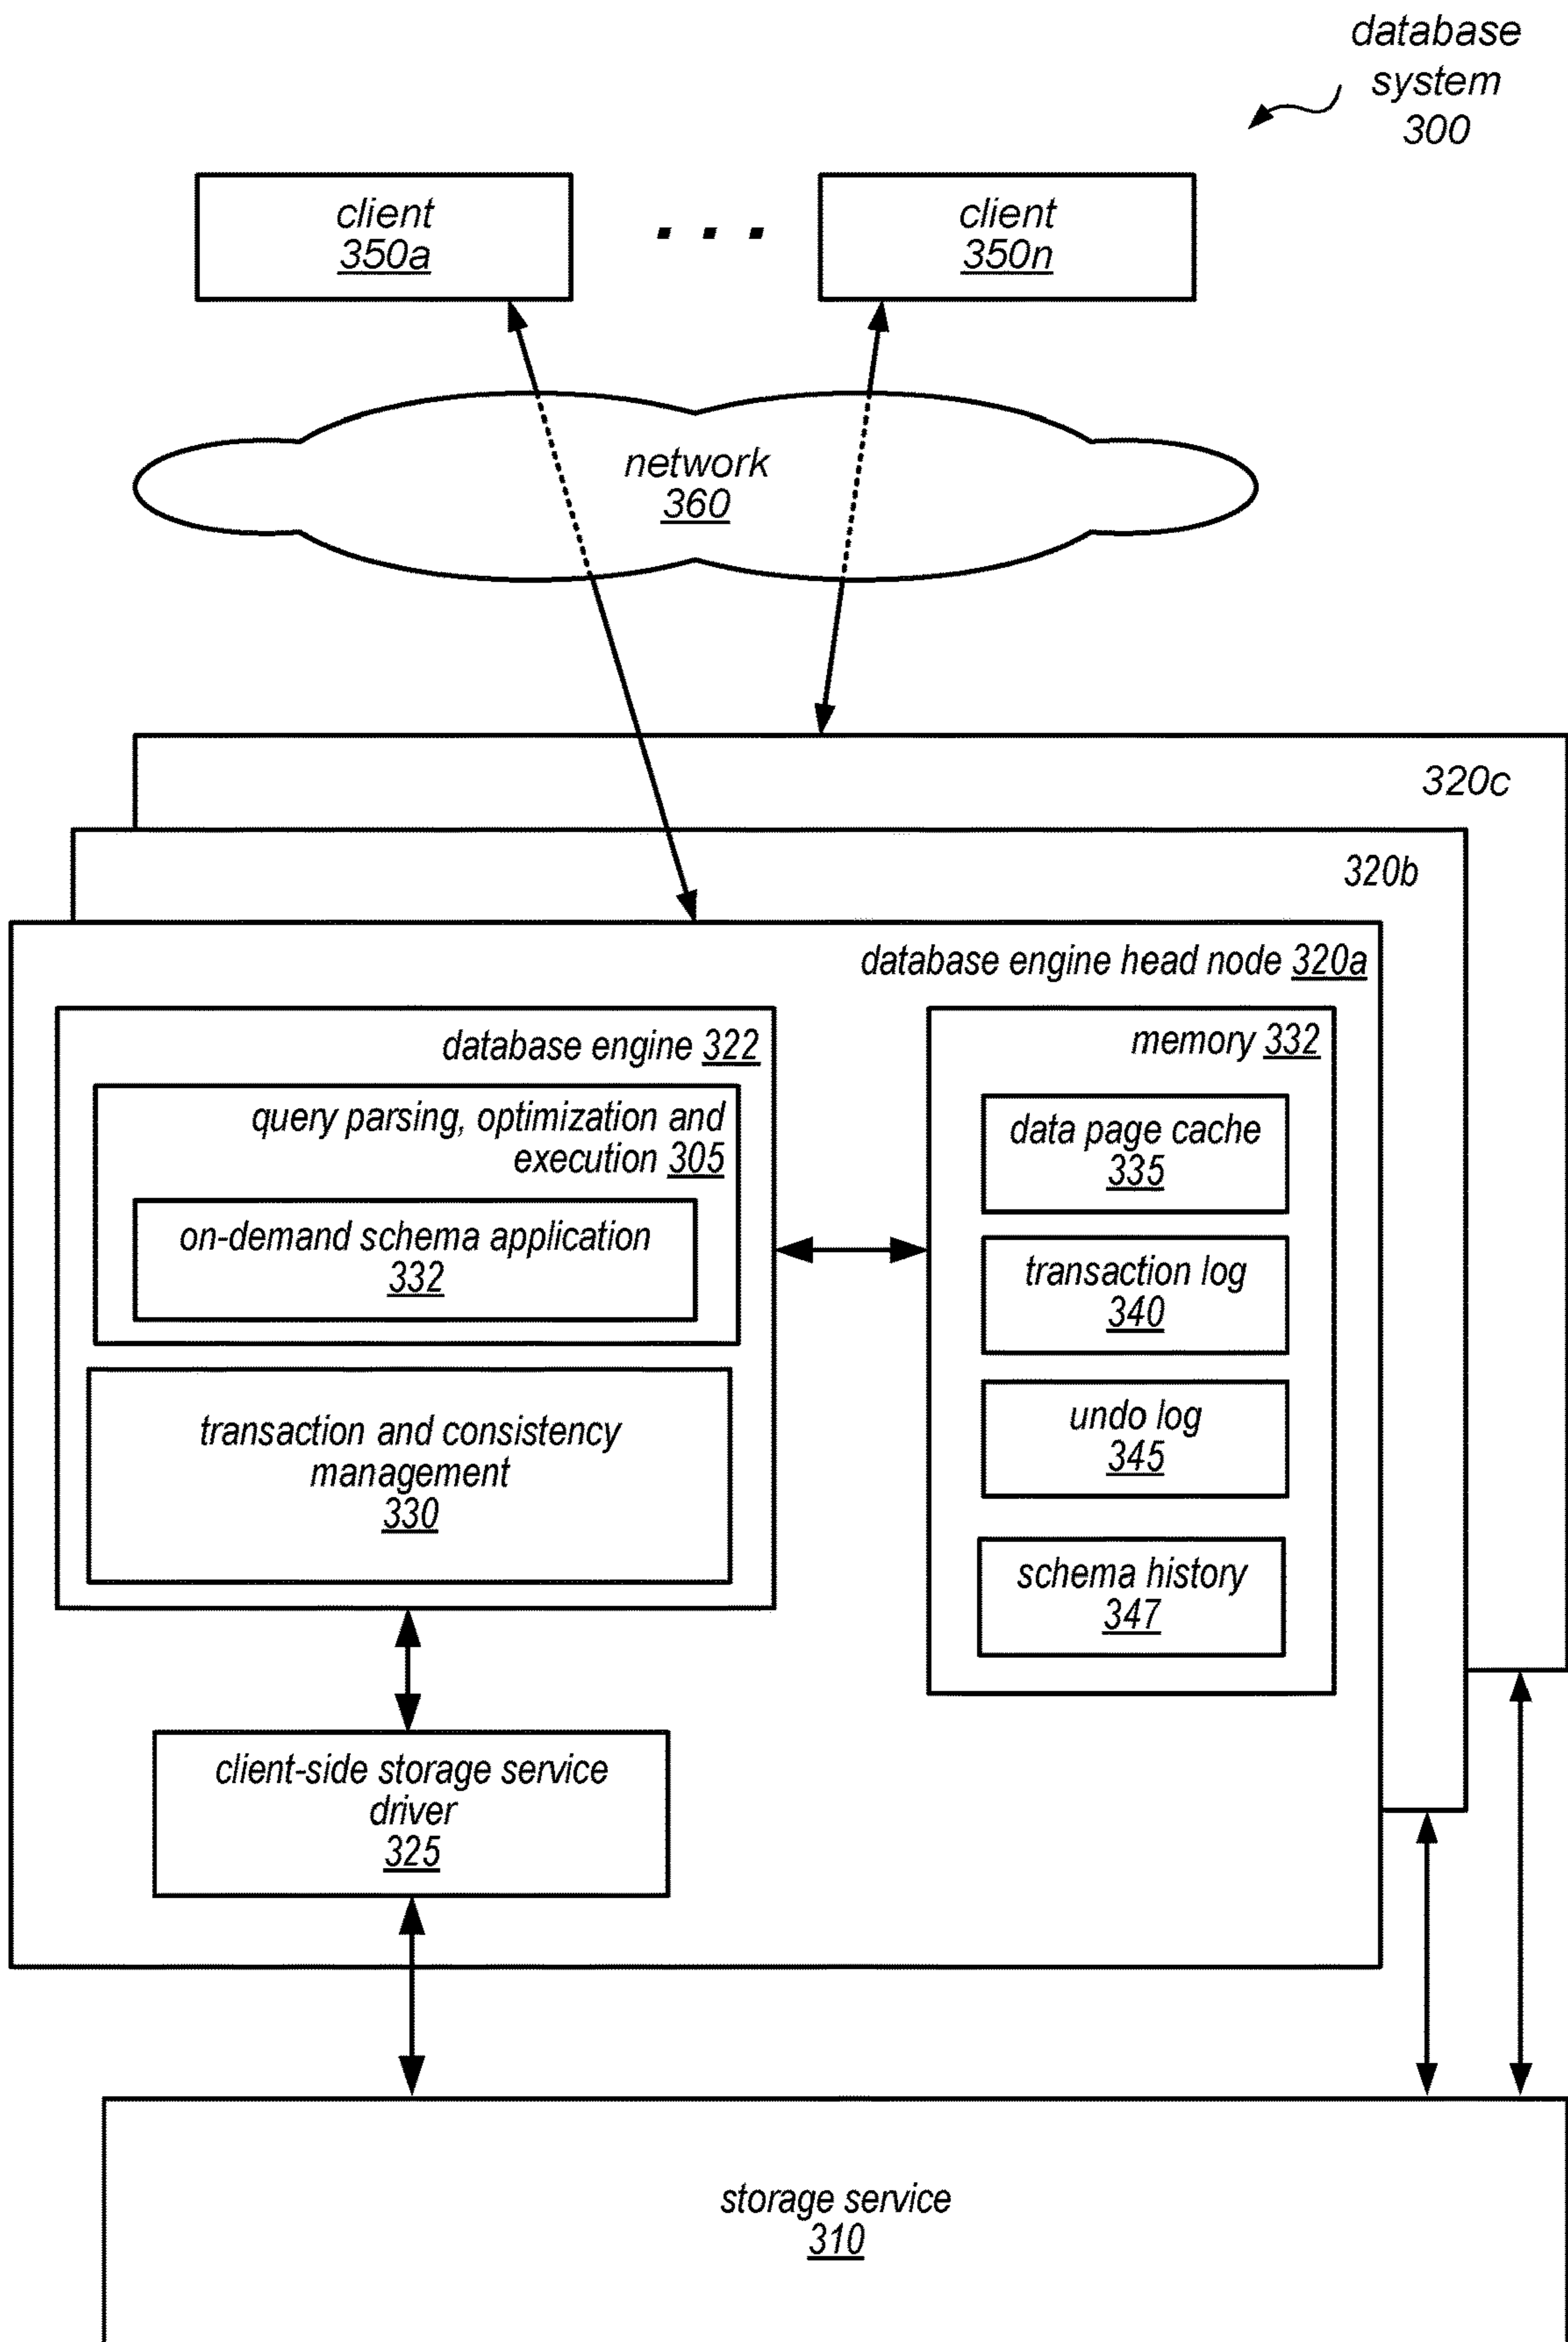 database
system
300
client
350a
. . .
client
350n
network
360
320c
320b
database engine head node 320a
database engine 322
query parsing, optimization and
execution 305
on-demand schema application
332
transaction and consistency
management
330
memory 332
data page cache
335
transaction log
340
undo log
345
schema history
347
client-side storage service
driver
325
storage service
310